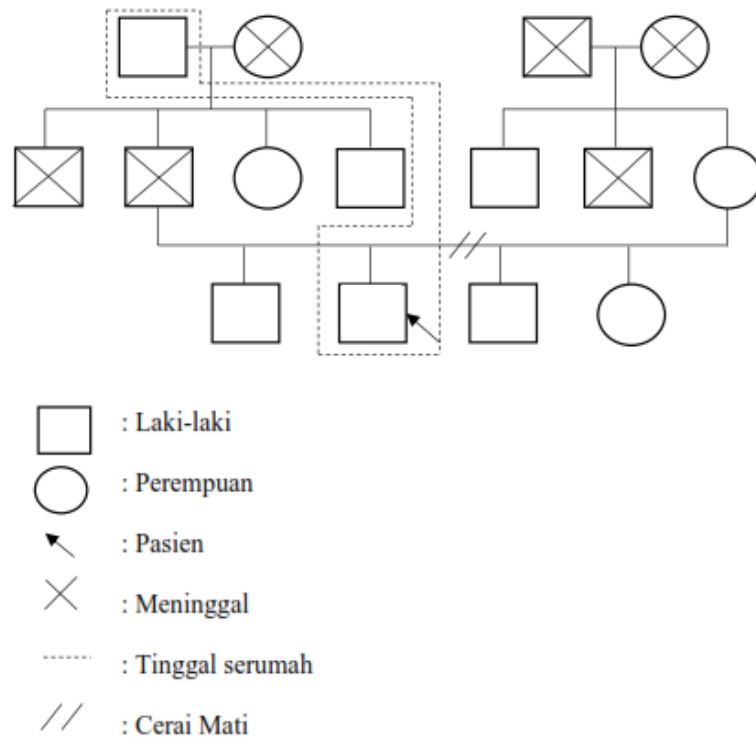 : Laki-laki
: Perempuan
: Pasien
: Meninggal
: Tinggal serumah
: Cerai Mati